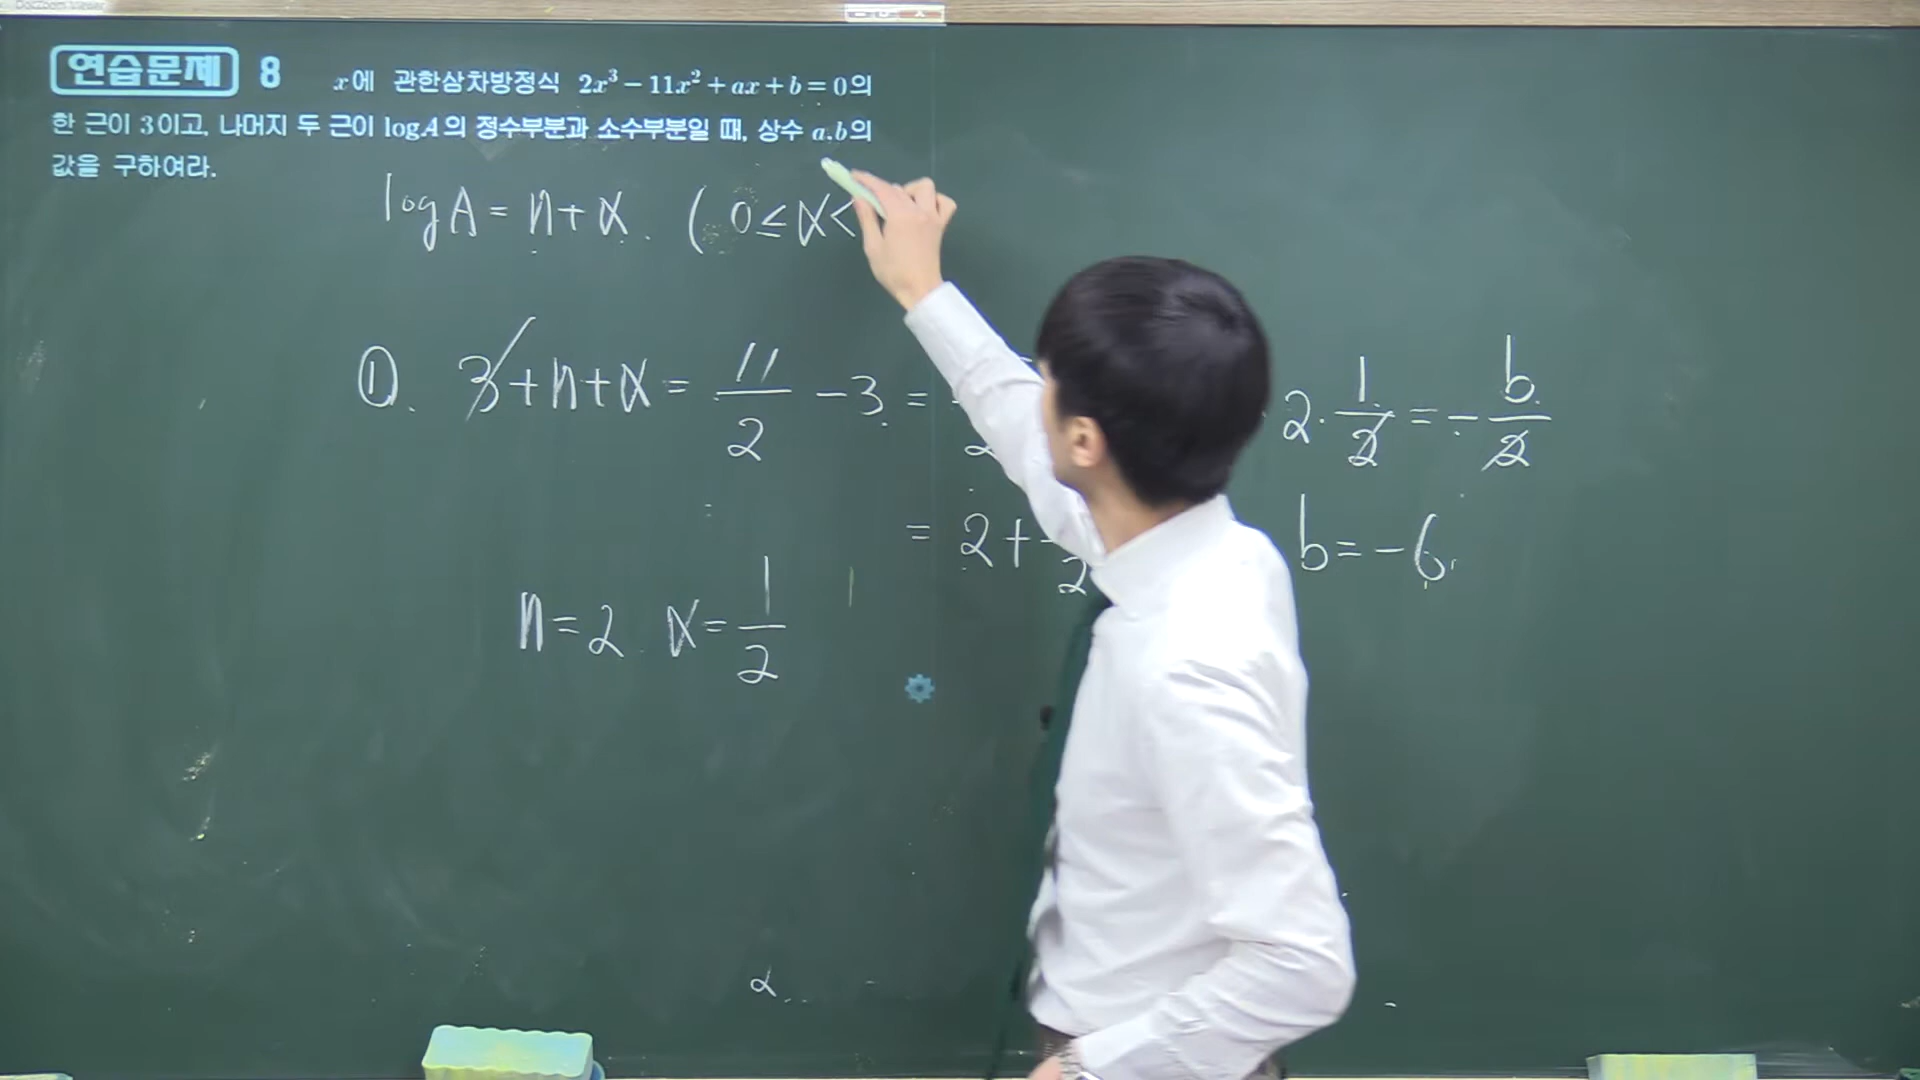 연습문제 8 x에 관한삼차방정식 2x³ − 11x² + ax + b = 0의
한 근이 3이고, 나머지 두 근이 logA의 정수부분과 소수부분일 때, 상수 a, b의
값을 구하여라.
logA = n + α. ( 0 ≤ α <
①. 3 + n + α = 11/2 − 3 =
= 2 +
n = 2 α = 1/2
2 · 1/2 = − b/2
b = −6
α